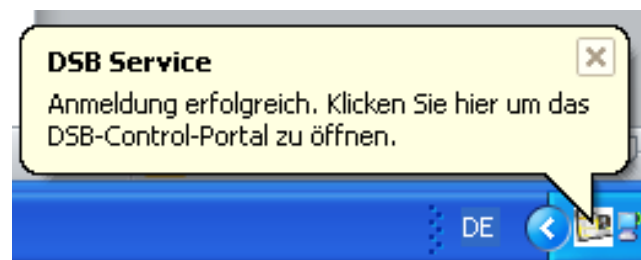 DSB Service
Anmeldung erfolgreich. Klicken Sie hier um das
DSB-Control-Portal zu öffnen.
DE